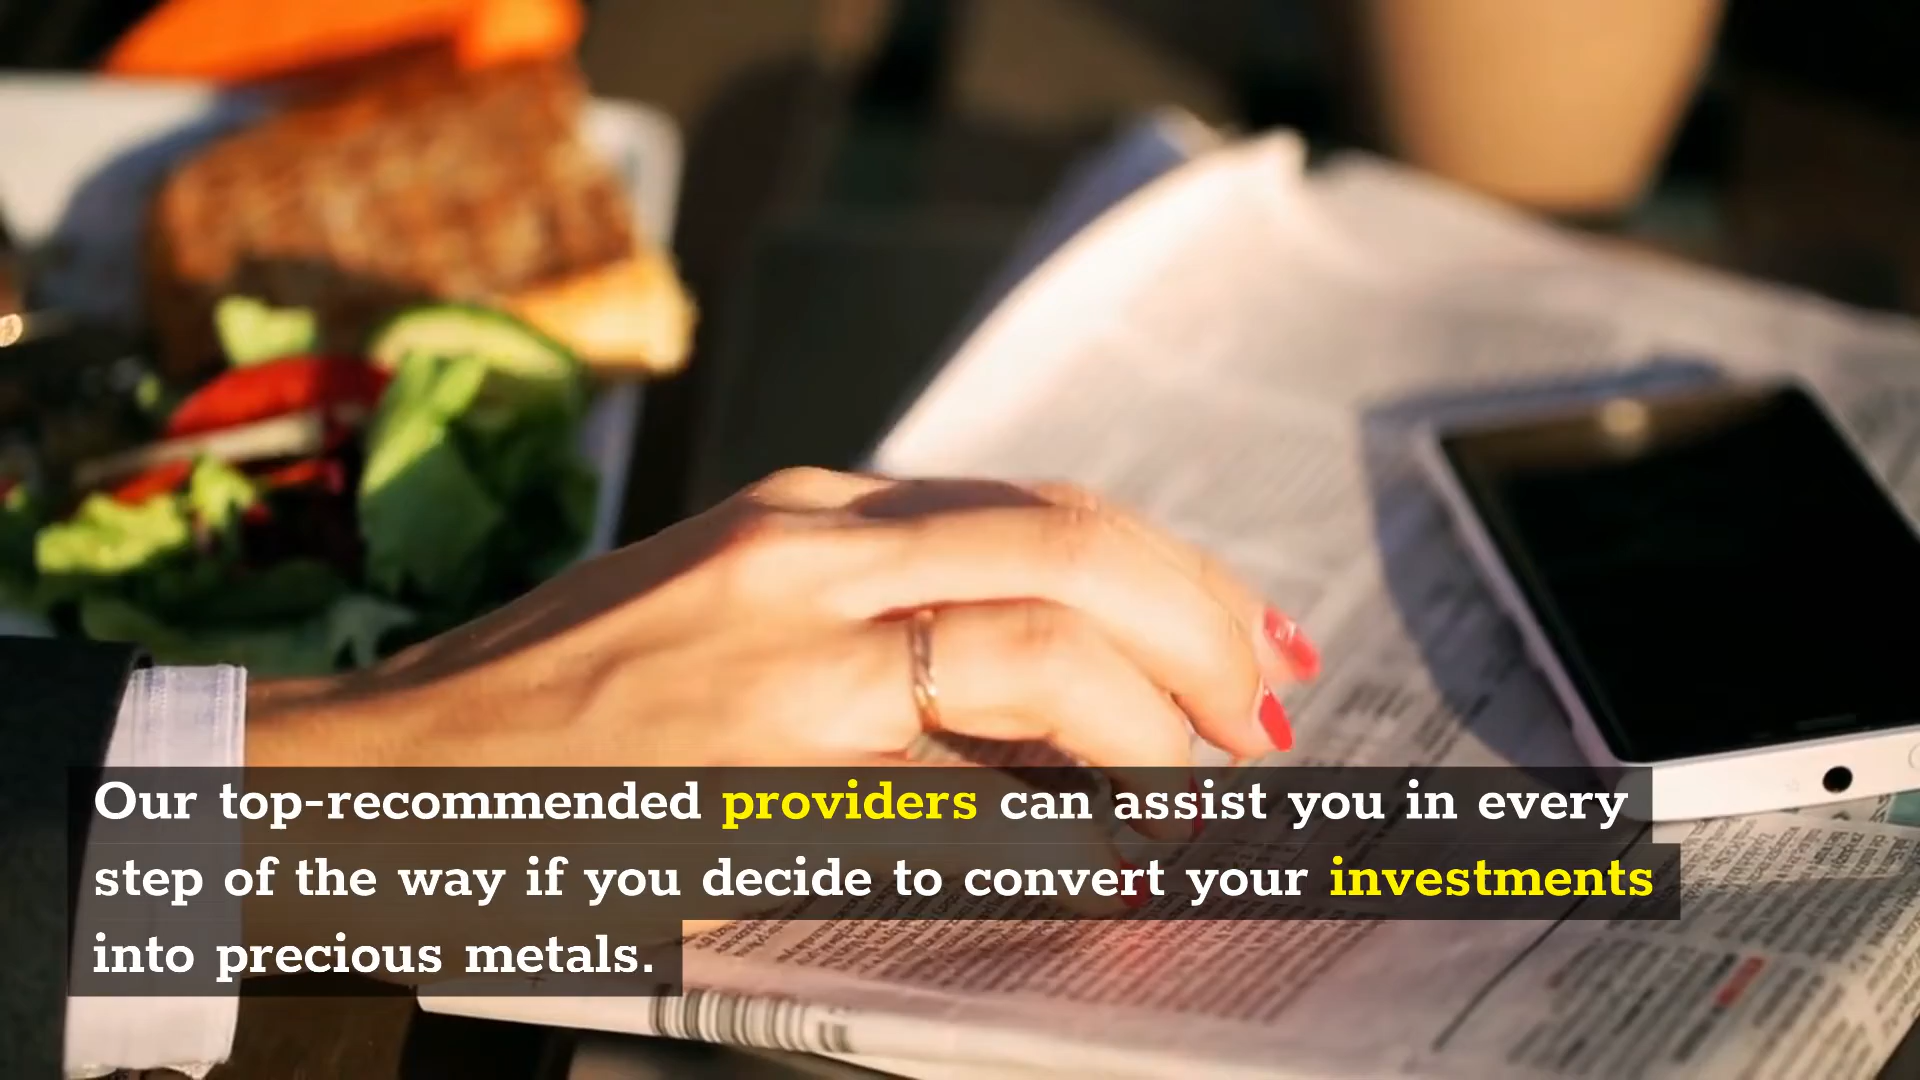 Our top-recommended providers can assist you in every
step of the way if you decide to convert your investments
into precious metals.